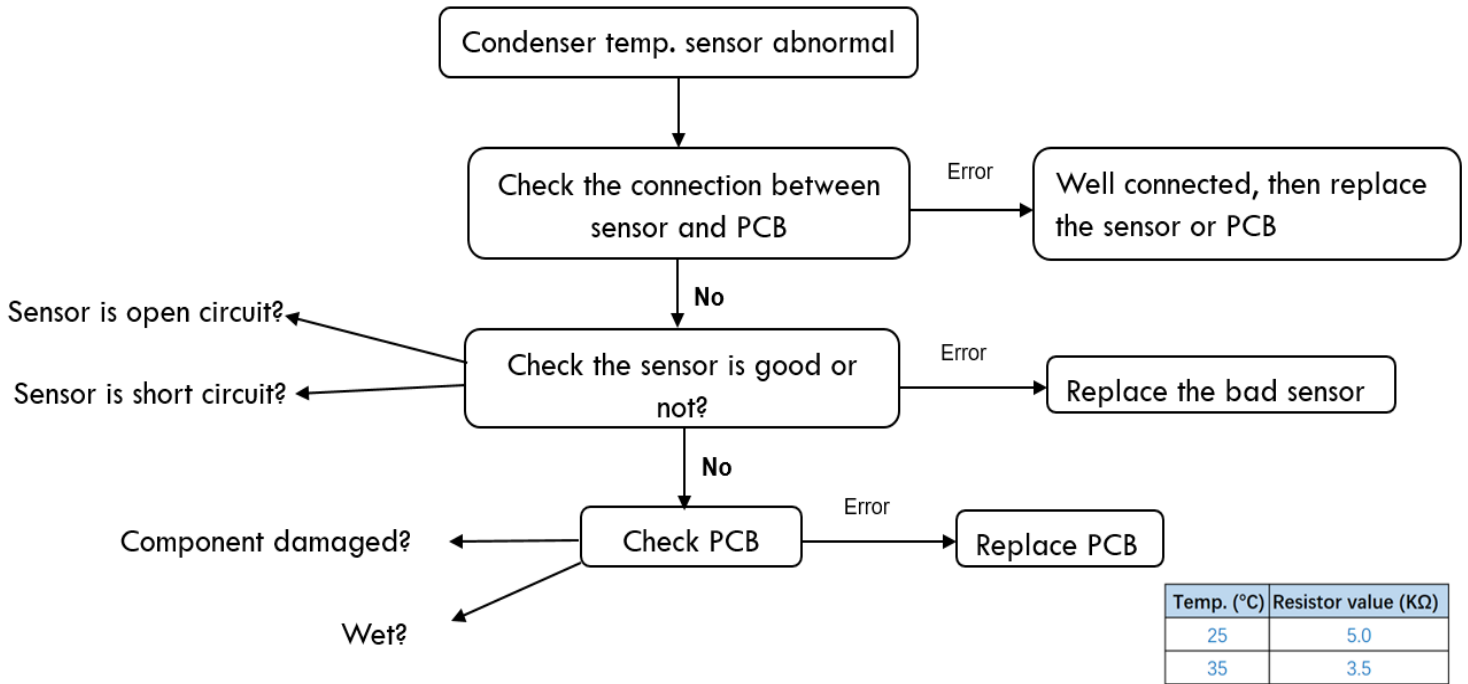 Condenser temp. sensor abnormal
Check the connection between
sensor and PCB
Error
Well connected, then replace
the sensor or PCB
No
Sensor is open circuit?
Sensor is short circuit?
Check the sensor is good or
not?
Error
Replace the bad sensor
No
Component damaged?
Wet?
Check PCB
Error
Replace PCB
Temp. (°C) Resistor value (KΩ)
25 5.0
35 3.5